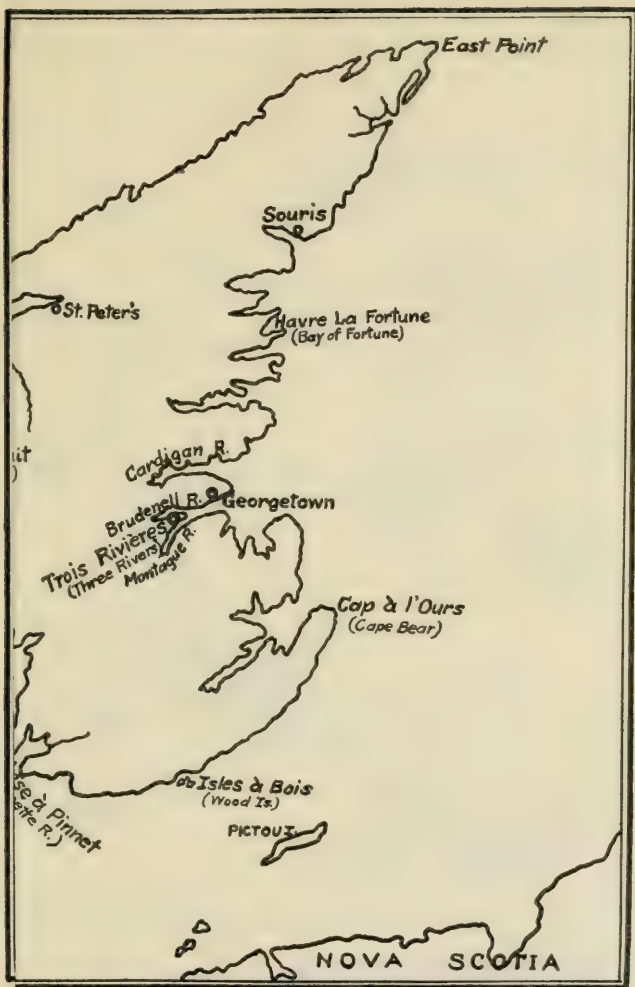 East Point
Souris
St. Peter's
Havre La Fortune
(Bay of Fortune)
Cardigan R.
Brudenell R.
Georgetown
Trois Rivières
(Three Rivers)
Montague R.
Cap à l'Ours
(Cape Bear)
Isles à Bois
(Wood Is.)
à Pinnet
R.)
PICTOU I.
NOVA SCOTIA